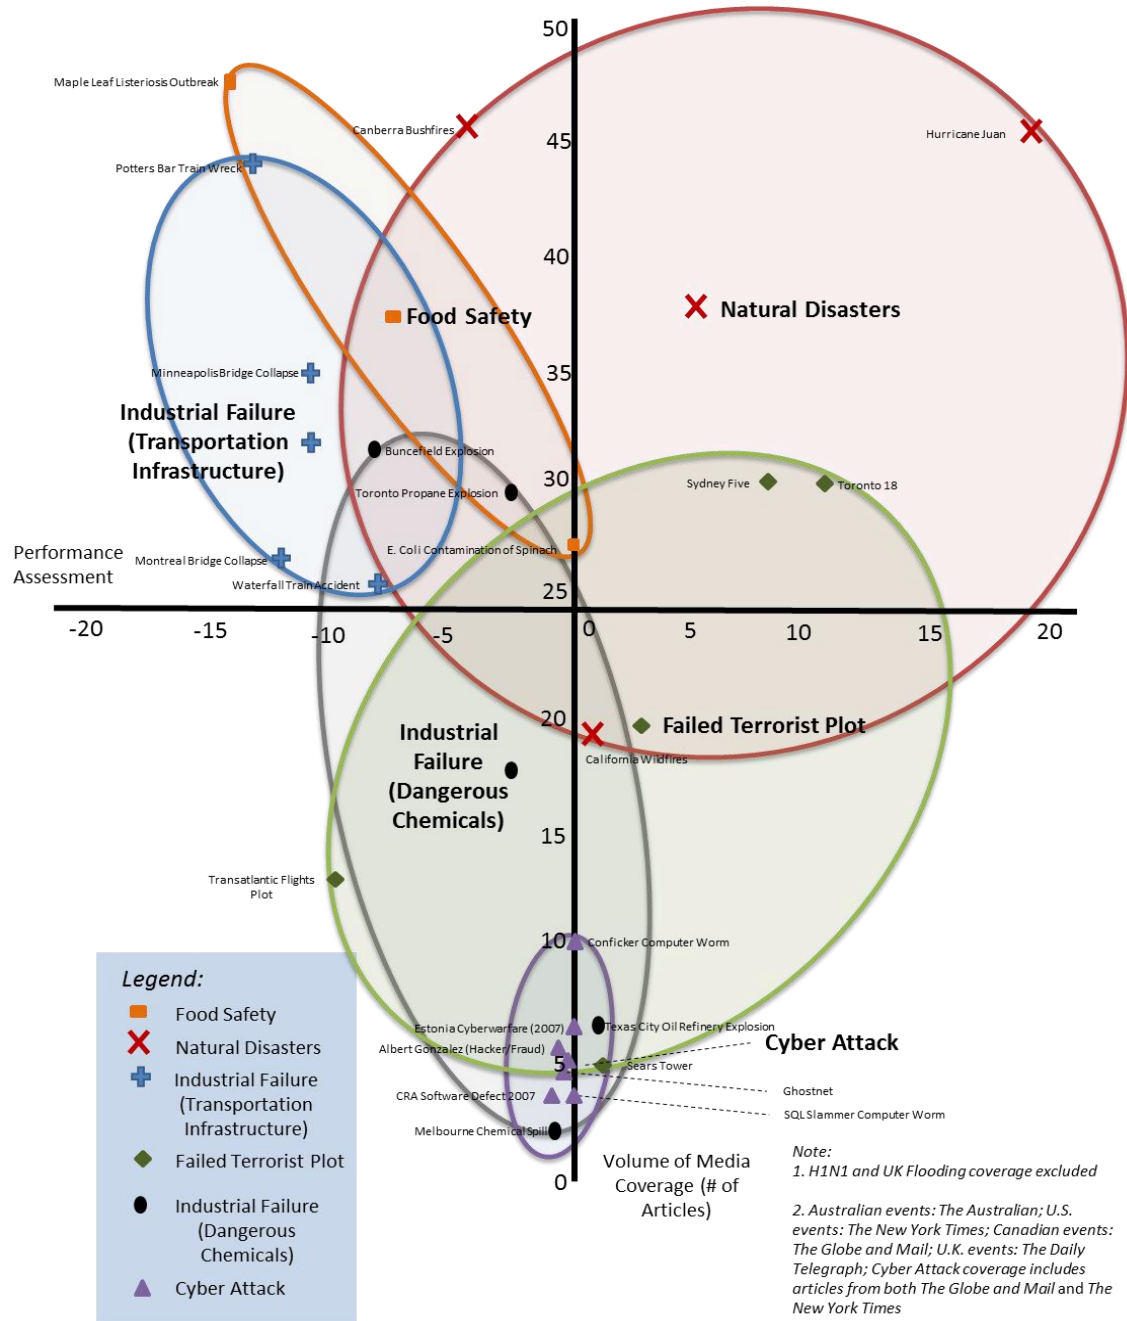 50
Maple Leaf Listeriosis Outbreak
Canberra Bushfires
Hurricane Juan
45
Potters Bar Train Wreck
40
Natural Disasters
Food Safety
35
Minneapolis Bridge Collapse
Industrial Failure
(Transportation
Infrastructure)
Buncefield Explosion
30
Sydney Five
Toronto 18
Toronto Propane Explosion
E. Coli Contamination of Spinach
Performance
Assessment
Montreal Bridge Collapse
Waterfall Train Accident
25
-20
-15
-10
-5
0
5
10
15
20
20
Failed Terrorist Plot
Industrial
Failure
(Dangerous
Chemicals)
California Wildfires
15
Transatlantic Flights
Plot
10
Conficker Computer Worm
Estonia Cyberwarfare (2007)
Texas City Oil Refinery Explosion
Cyber Attack
Albert Gonzalez (Hacker/Fraud)
5
Sears Tower
Ghostnet
CRA Software Defect 2007
SQL Slammer Computer Worm
Melbourne Chemical Spill
0
Volume of Media
Coverage (# of
Articles)
Legend:
Food Safety
Natural Disasters
Industrial Failure
(Transportation
Infrastructure)
Failed Terrorist Plot
Industrial Failure
(Dangerous
Chemicals)
Cyber Attack
Note:
1. H1N1 and UK Flooding coverage excluded
2. Australian events: The Australian; U.S.
events: The New York Times; Canadian events:
The Globe and Mail; U.K. events: The Daily
Telegraph; Cyber Attack coverage includes
articles from both The Globe and Mail and The
New York Times